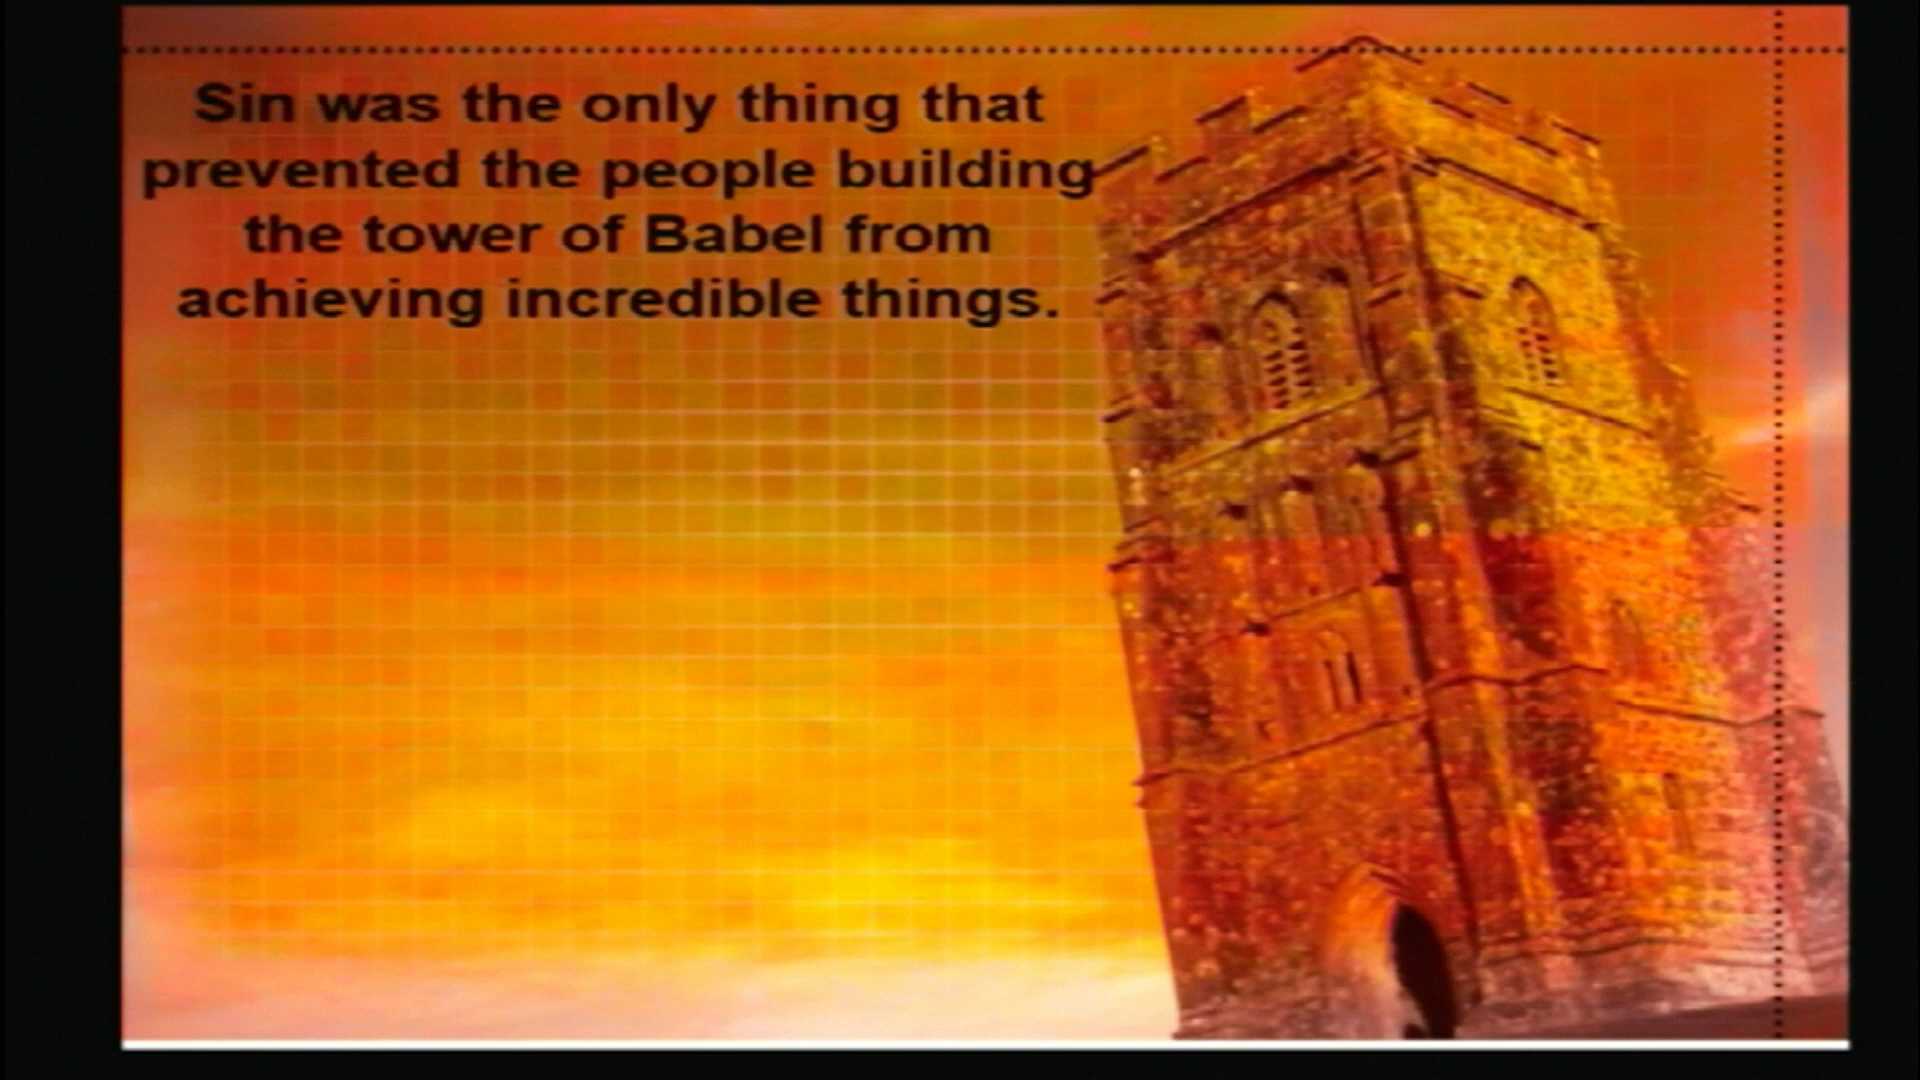 Sin was the only thing that
prevented the people building
the tower of Babel from
achieving incredible things.